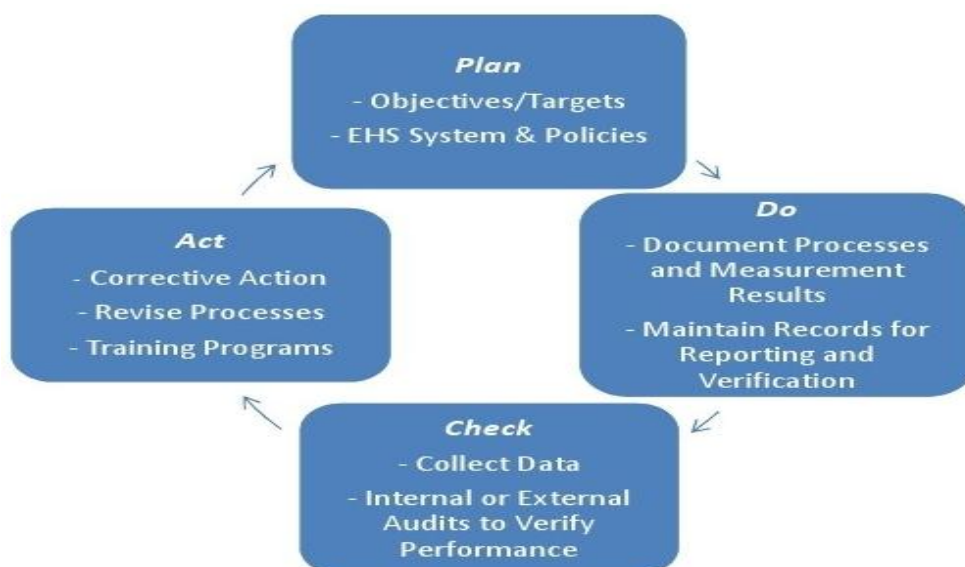 Plan
- Objectives/Targets
- EHS System & Policies
Do
- Document Processes
and Measurement
Results
- Maintain Records for
Reporting and
Verification
Check
- Collect Data
- Internal or External
Audits to Verify
Performance
Act
- Corrective Action
- Revise Processes
- Training Programs